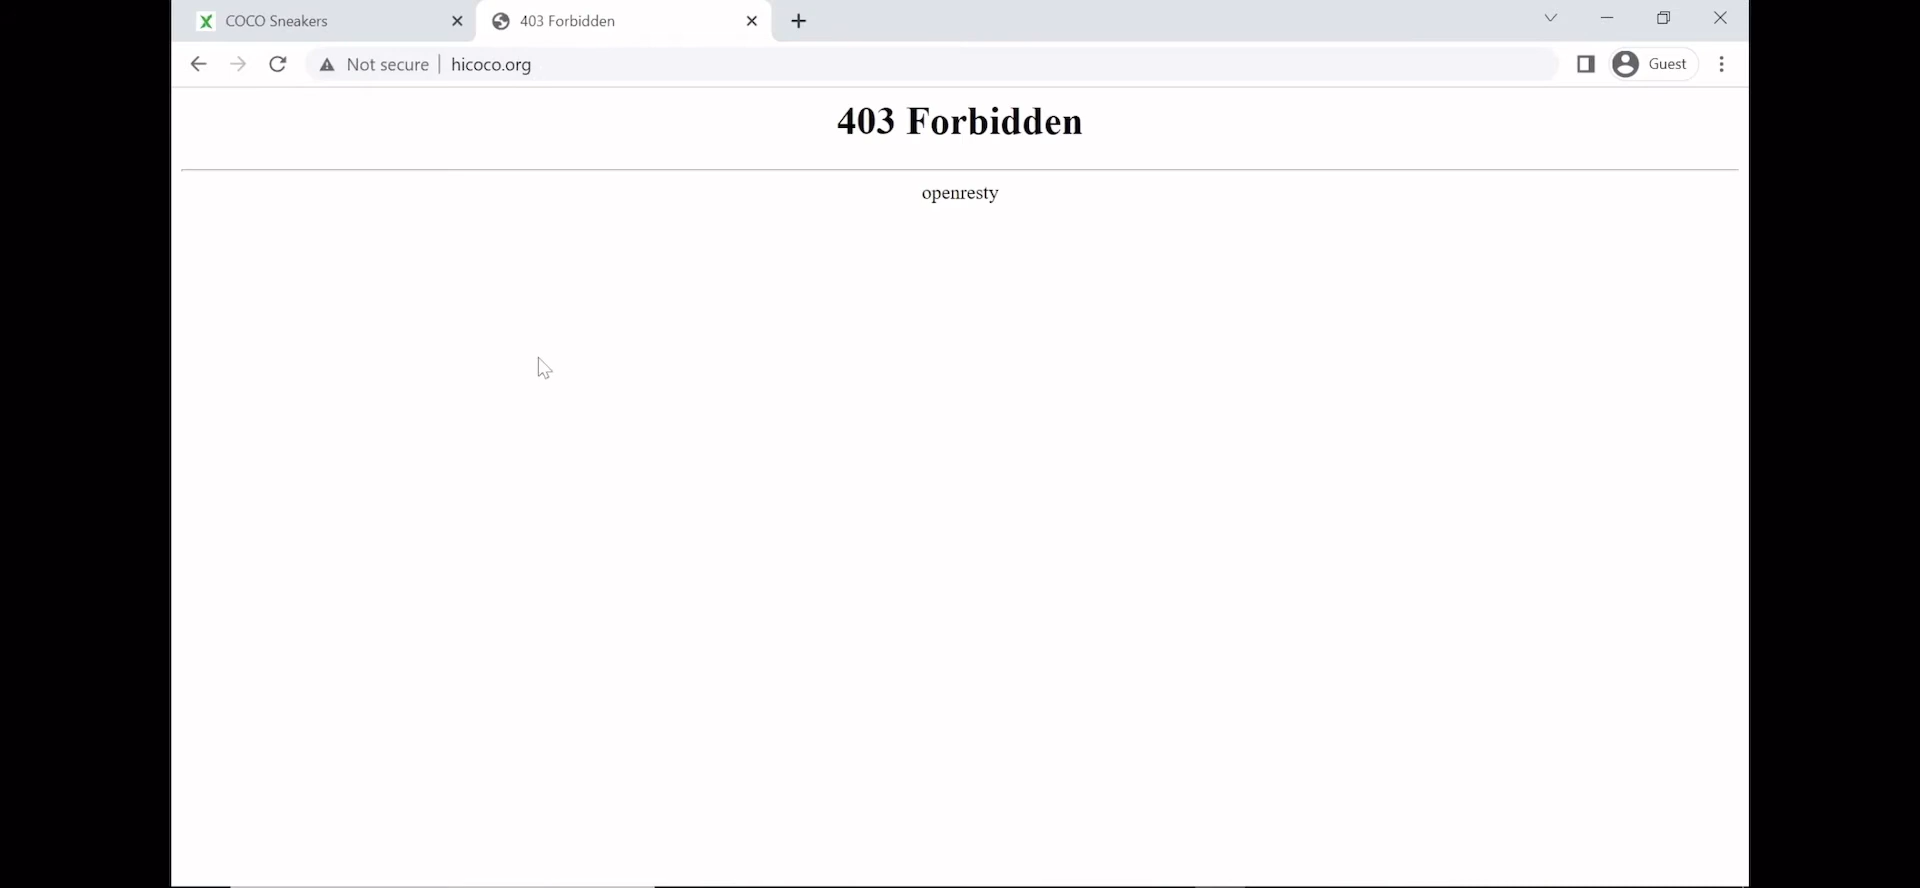 COCO Sneakers
403 Forbidden
Not secure
hicoco.org
Guest
403 Forbidden
openresty